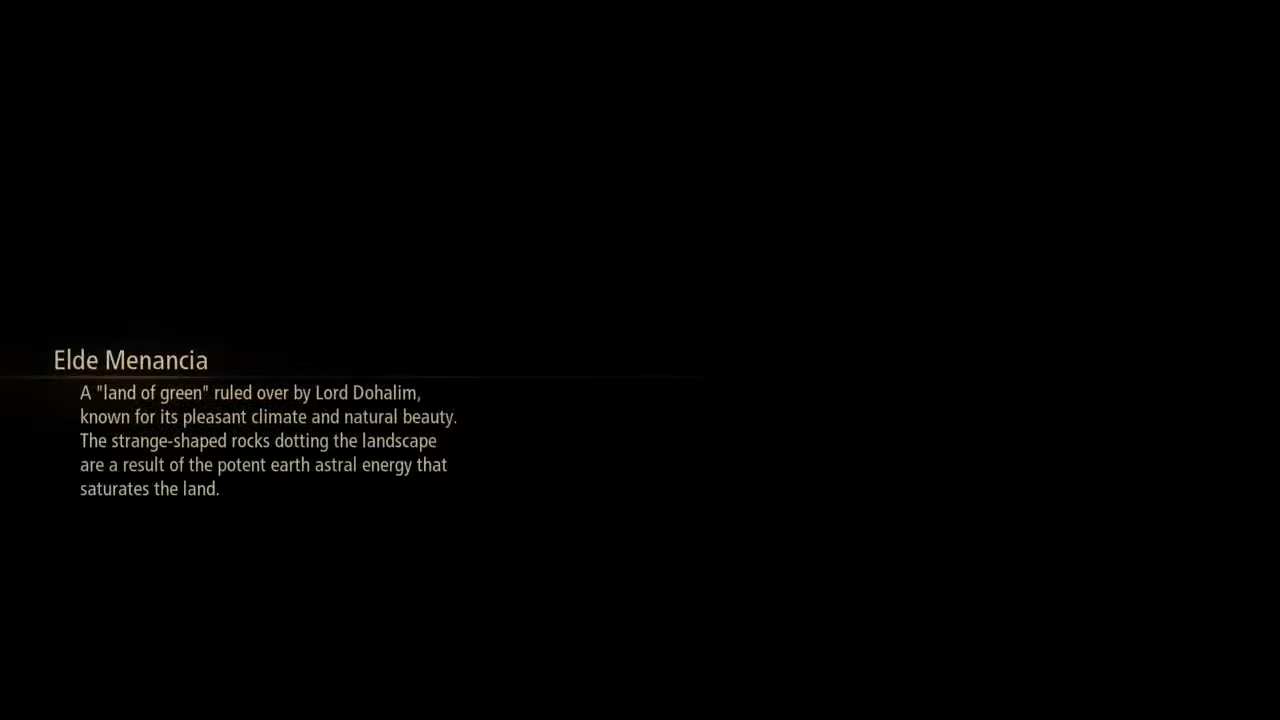 Elde Menancia
A "land of green" ruled over by Lord Dohalim,
known for its pleasant climate and natural beauty.
The strange-shaped rocks dotting the landscape
are a result of the potent earth astral energy that
saturates the land.